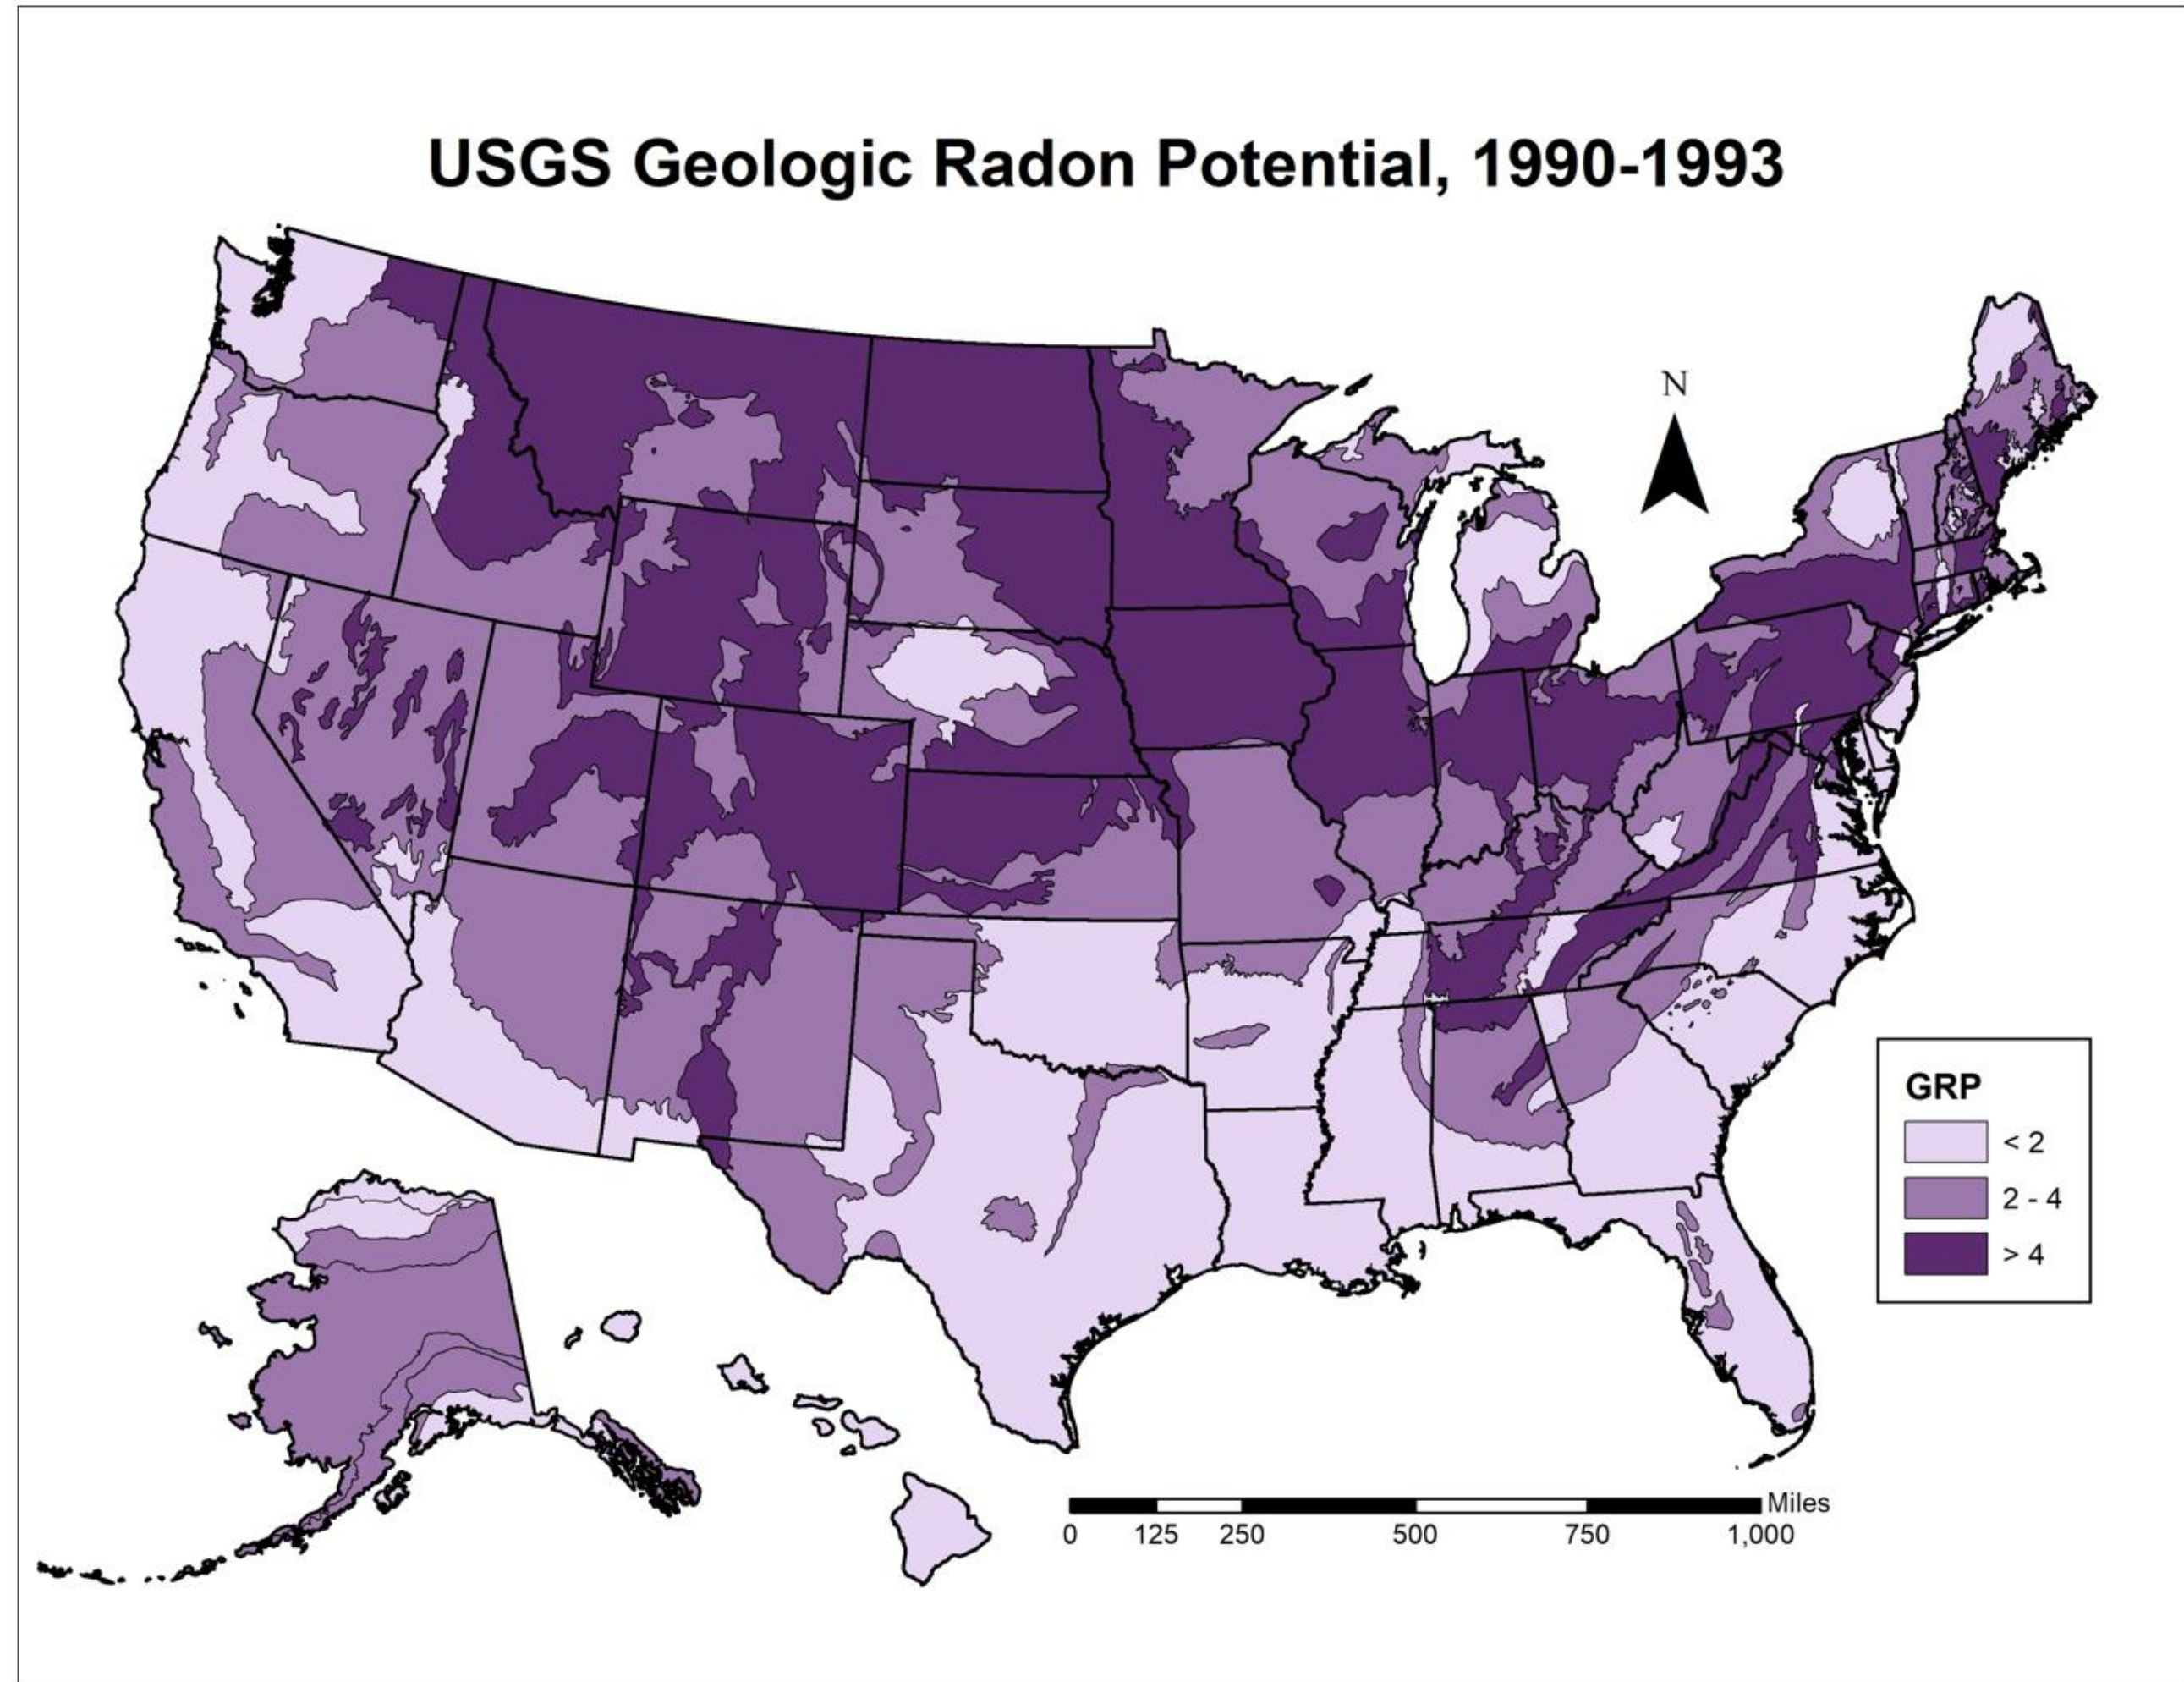 USGS Geologic Radon Potential, 1990-1993
N
GRP
< 2
2 - 4
> 4
Miles
0 125 250 500 750 1,000